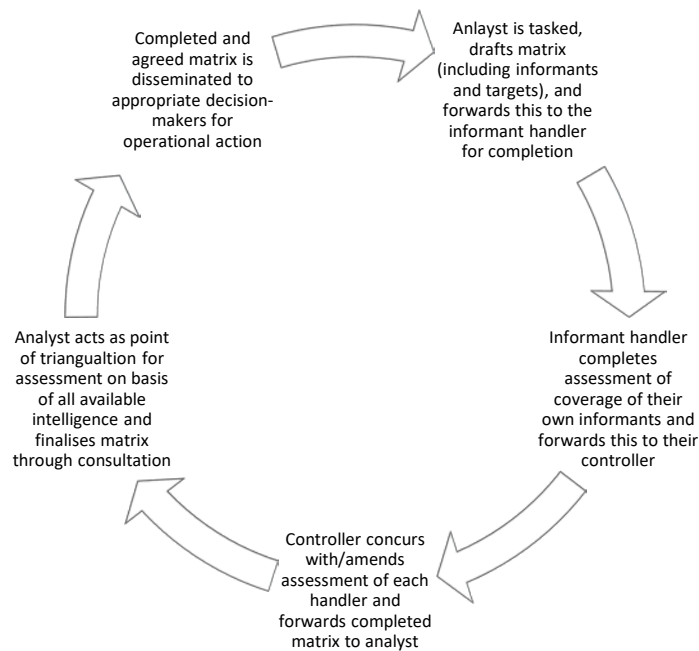 Completed and
agreed matrix is
disseminated to
appropriate decision-
makers for
operational action
Anlayst is tasked,
drafts matrix
(including informants
and targets), and
forwards this to the
informant handler
for completion
Informant handler
completes
assessment of
coverage of their
own informants and
forwards this to their
controller
Controller concurs
with/amends
assessment of each
handler and
forwards completed
matrix to analyst
Analyst acts as point
of triangualtion for
assessment on basis
of all available
intelligence and
finalises matrix
through consultation